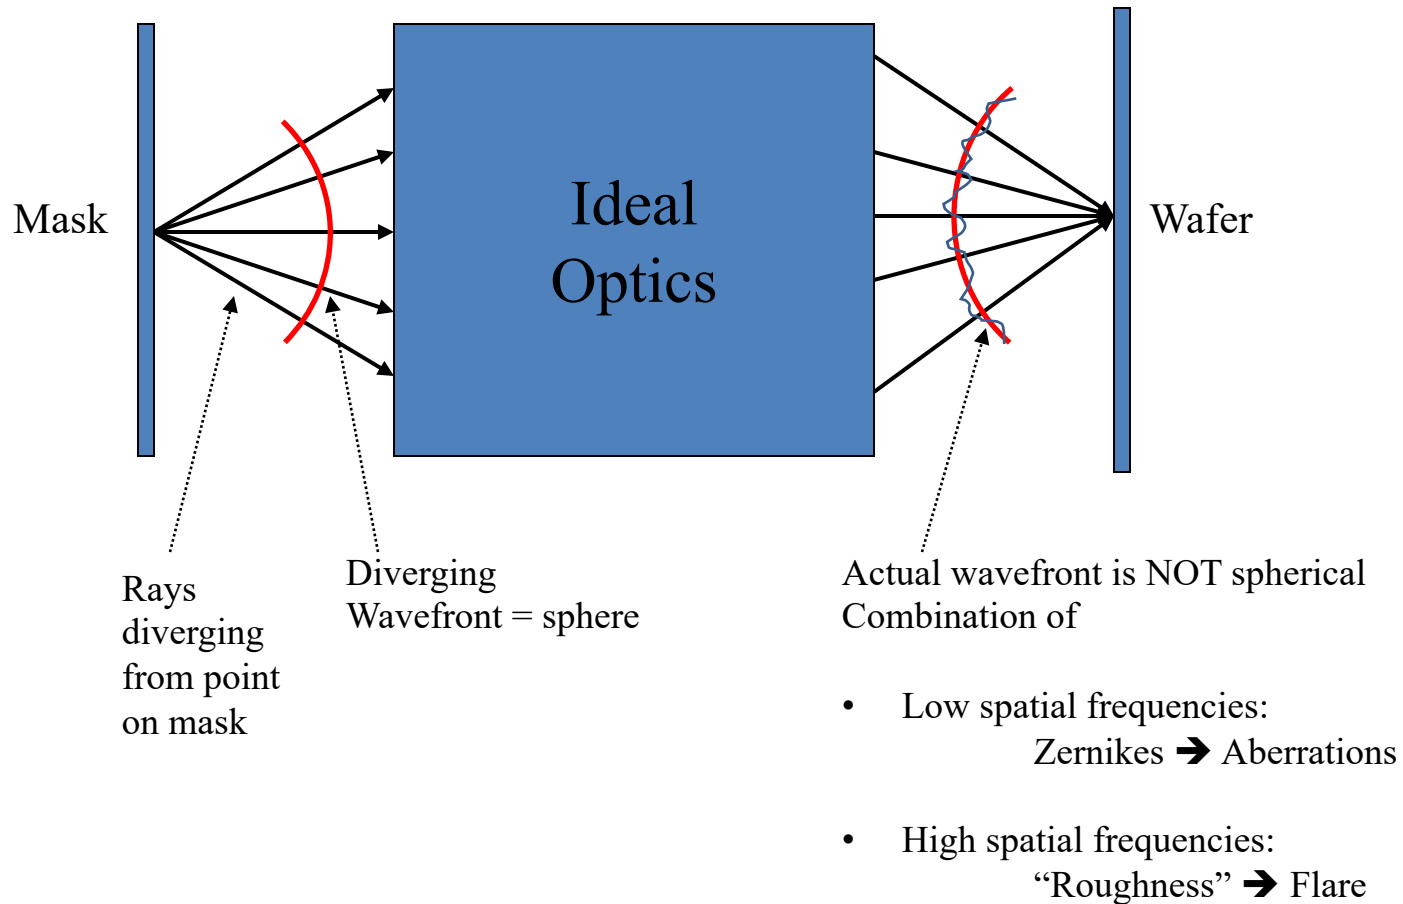 Mask
Ideal
Optics
Wafer
Rays
diverging
from point
on mask
Diverging
Wavefront = sphere
Actual wavefront is NOT spherical
Combination of
• Low spatial frequencies:
Zernikes ➔ Aberrations
• High spatial frequencies:
“Roughness” ➔ Flare